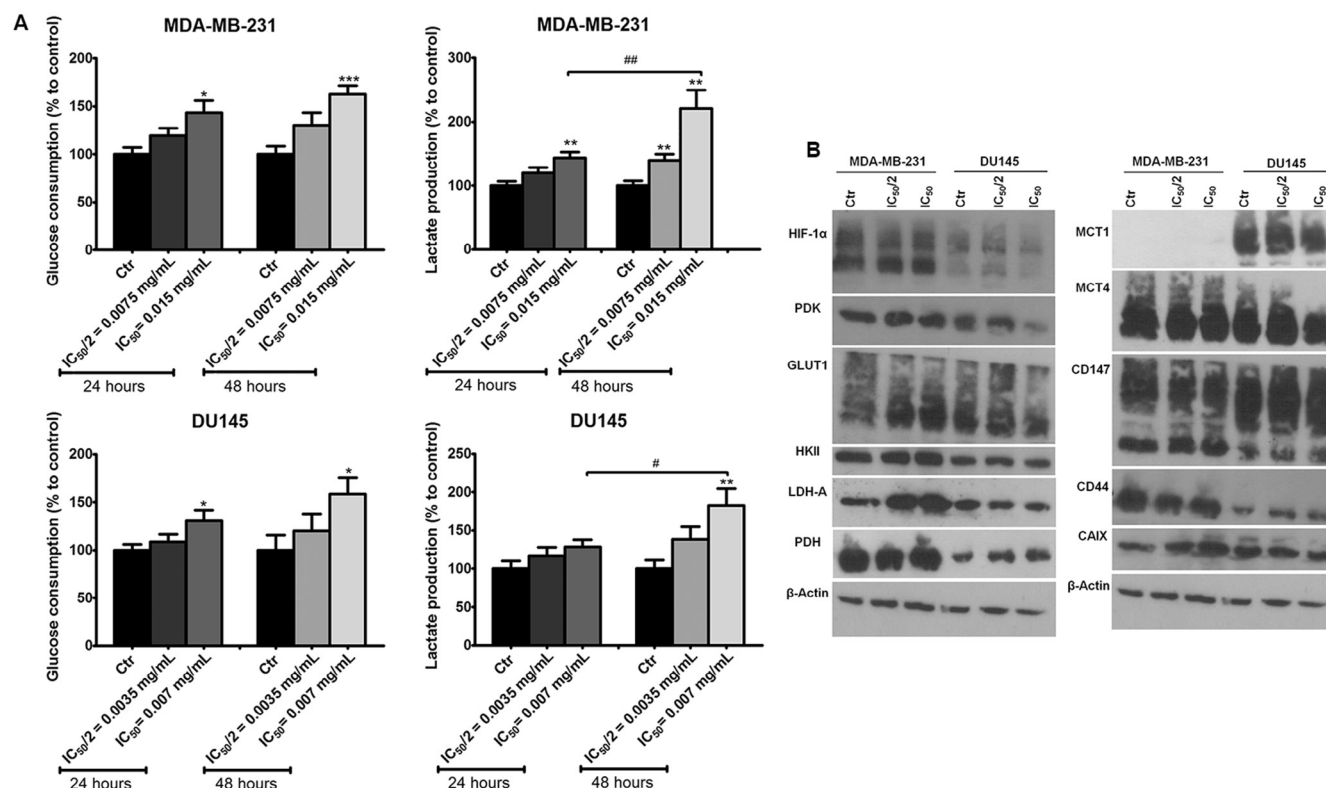 A
MDA-MB-231
Glucose consumption (% to control)
200
150
100
50
0
*
***
Ctr
IC₅₀/2 = 0.0075 mg/mL
IC₅₀= 0.015 mg/mL
Ctr
IC₅₀/2 = 0.0075 mg/mL
IC₅₀= 0.015 mg/mL
24 hours
48 hours
MDA-MB-231
Lactate production (% to control)
300
250
200
150
100
50
0
##
**
**
**
Ctr
IC₅₀/2 = 0.0075 mg/mL
IC₅₀= 0.015 mg/mL
Ctr
IC₅₀/2 = 0.0075 mg/mL
IC₅₀= 0.015 mg/mL
24 hours
48 hours
DU145
Glucose consumption (% to control)
200
150
100
50
0
*
*
Ctr
IC₅₀/2 = 0.0035 mg/mL
IC₅₀= 0.007 mg/mL
Ctr
IC₅₀/2 = 0.0035 mg/mL
IC₅₀= 0.007 mg/mL
24 hours
48 hours
DU145
Lactate production (% to control)
250
200
150
100
50
0
#
**
Ctr
IC₅₀/2 = 0.0035 mg/mL
IC₅₀= 0.007 mg/mL
Ctr
IC₅₀/2 = 0.0035 mg/mL
IC₅₀= 0.007 mg/mL
24 hours
48 hours
B
MDA-MB-231 DU145
Ctr IC₅₀/2 IC₅₀ Ctr IC₅₀/2 IC₅₀
HIF-1α
PDK
GLUT1
HKII
LDH-A
PDH
β-Actin
MDA-MB-231 DU145
Ctr IC₅₀/2 IC₅₀ Ctr IC₅₀/2 IC₅₀
MCT1
MCT4
CD147
CD44
CAIX
β-Actin